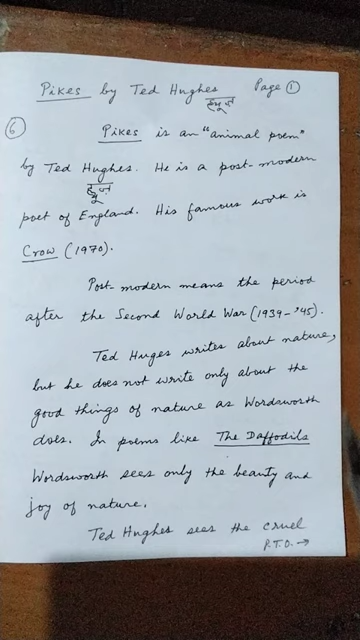 Pikes by Ted Hughes Page 1
ह्यूज
6
Pikes is an "animal poem"
by Ted Hughes. He is a post-modern
ह्यूज
poet of England. His famous work is
Crow (1970).
Post-modern means the period
after the Second World War (1939-'45).
Ted Huges writes about nature,
but he does not write only about the
good things of nature as Wordsworth
does. In poems like The Daffodils
Wordsworth sees only the beauty and
joy of nature.
Ted Hughes sees the cruel
P.T.O. →